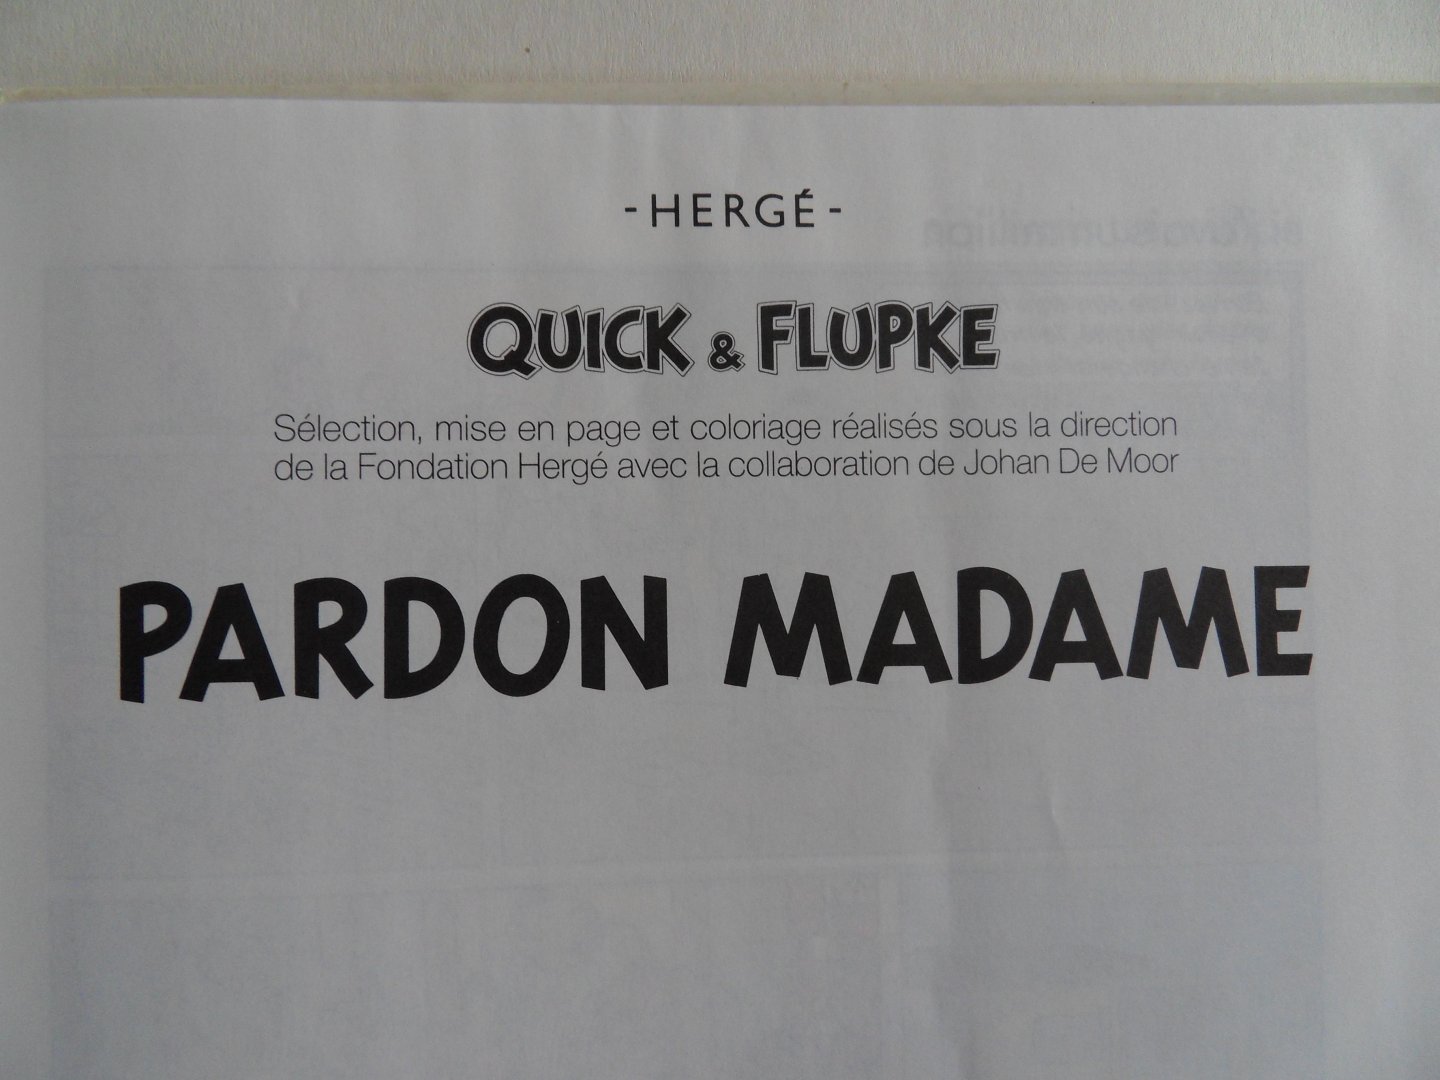 - HERGÉ -
QUICK & FLUPKE
Sélection, mise en page et coloriage réalisés sous la direction
de la Fondation Hergé avec la collaboration de Johan De Moor
PARDON MADAME